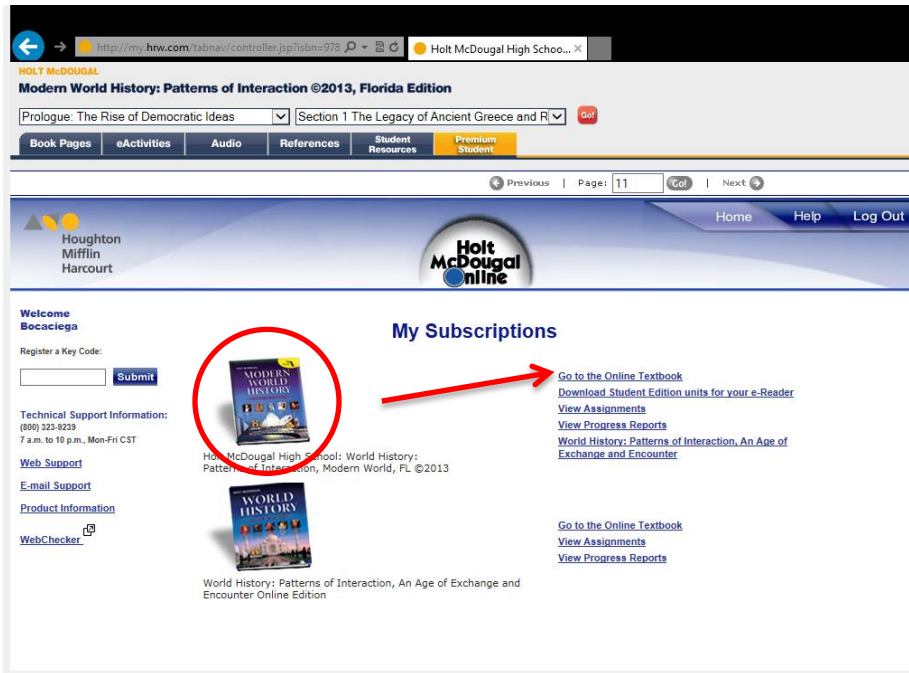 http://my.hrw.com/tabnav/controller.jsp?isbn=978
Holt McDougal High Schoo... ×
HOLT McDOUGAL
Modern World History: Patterns of Interaction ©2013, Florida Edition
Prologue: The Rise of Democratic Ideas
Section 1 The Legacy of Ancient Greece and R
Go!
Book Pages
eActivities
Audio
References
Student
Resources
Premium
Student
Previous | Page: 11 Go! | Next
Houghton
Mifflin
Harcourt
Holt
McDougal
Online
Home
Help
Log Out
Welcome
Bocaciega
Register a Key Code:
Submit
Technical Support Information:
(800) 323-9239
7 a.m. to 10 p.m., Mon-Fri CST
Web Support
E-mail Support
Product Information
WebChecker
My Subscriptions
MODERN
WORLD
HISTORY
Holt McDougal High School: World History:
Patterns of Interaction, Modern World, FL ©2013
Go to the Online Textbook
Download Student Edition units for your e-Reader
View Assignments
View Progress Reports
World History: Patterns of Interaction, An Age of
Exchange and Encounter
WORLD
HISTORY
World History: Patterns of Interaction, An Age of Exchange and
Encounter Online Edition
Go to the Online Textbook
View Assignments
View Progress Reports